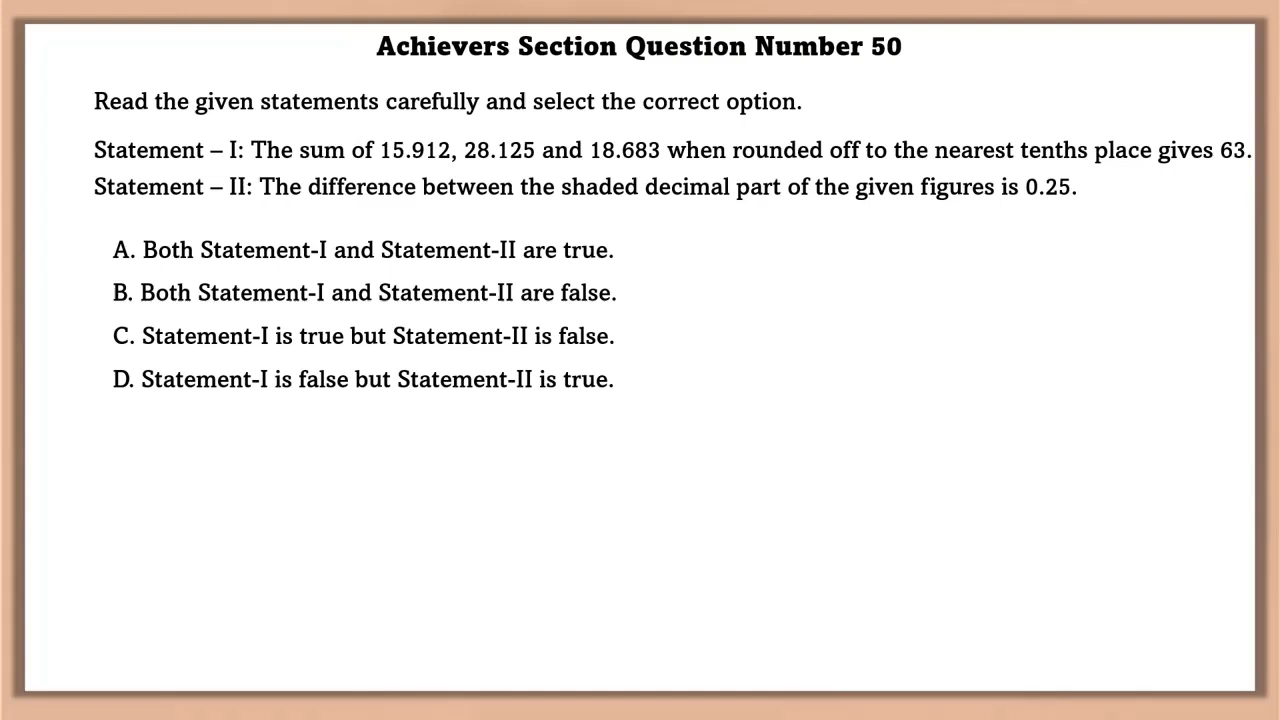 Achievers Section Question Number 50
Read the given statements carefully and select the correct option.
Statement – I: The sum of 15.912, 28.125 and 18.683 when rounded off to the nearest tenths place gives 63.
Statement – II: The difference between the shaded decimal part of the given figures is 0.25.
A. Both Statement-I and Statement-II are true.
B. Both Statement-I and Statement-II are false.
C. Statement-I is true but Statement-II is false.
D. Statement-I is false but Statement-II is true.